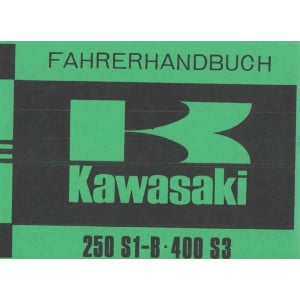 FAHRERHANDBUCH
Kawasaki
250 S1-B · 400 S3